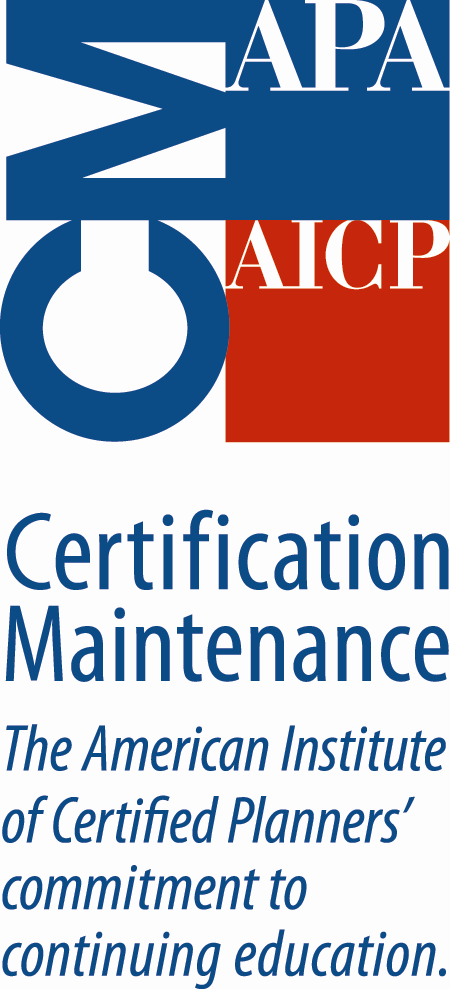 CM
APA
AICP
Certification
Maintenance
The American Institute
of Certified Planners’
commitment to
continuing education.